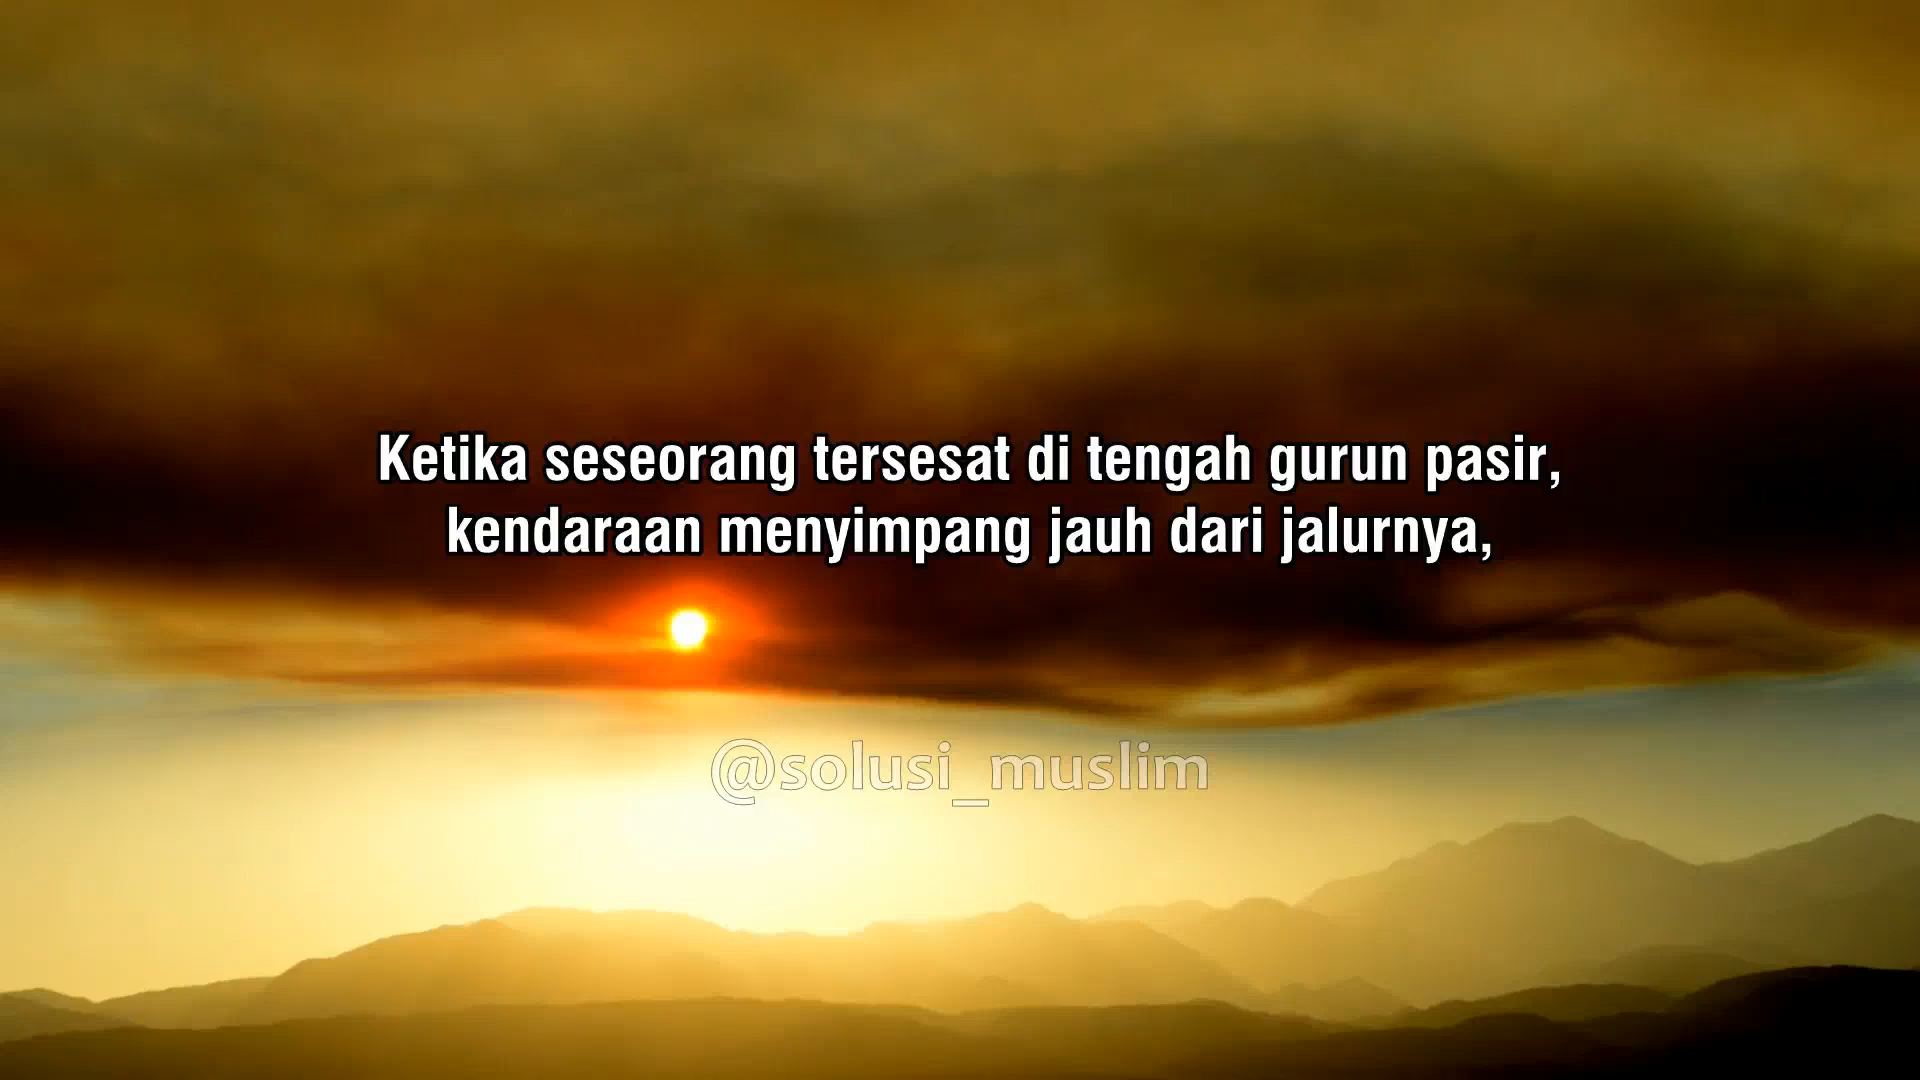 Ketika seseorang tersesat di tengah gurun pasir,
kendaraan menyimpang jauh dari jalurnya,
@solusi_muslim